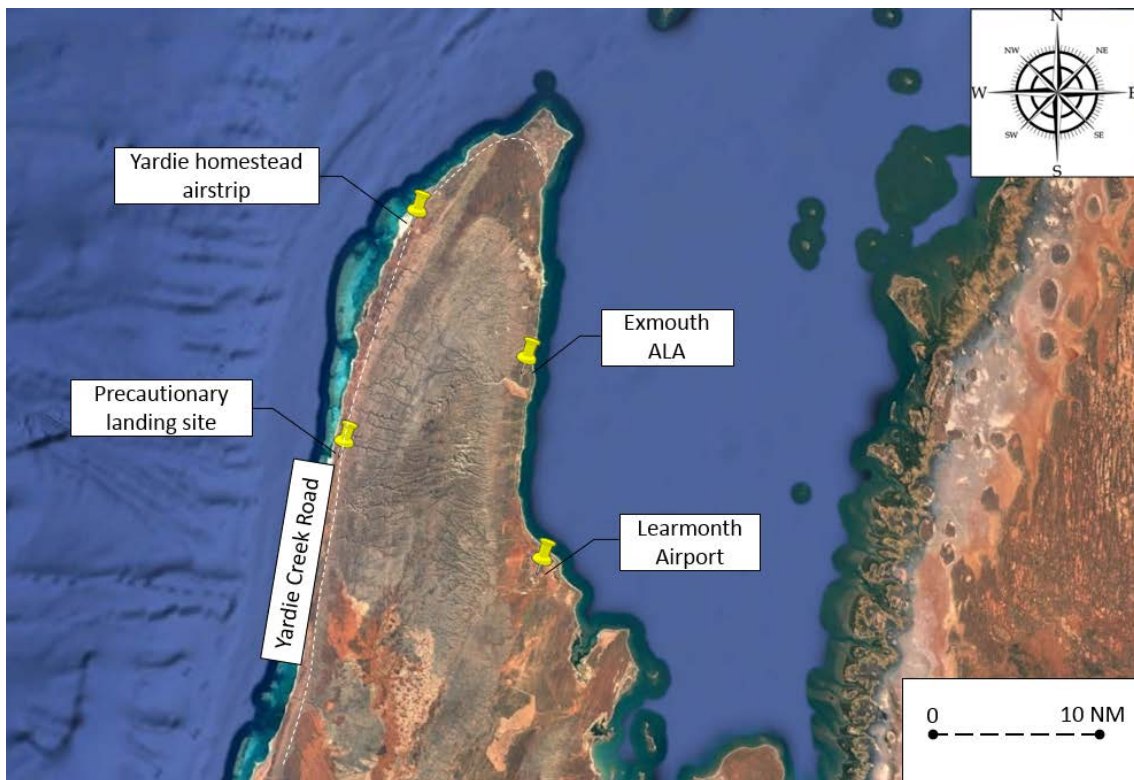 N
NW
NE
W
E
SW
SE
S
Yardie homestead
airstrip
Exmouth
ALA
Precautionary
landing site
Yardie Creek Road
Learmonth
Airport
0
10 NM